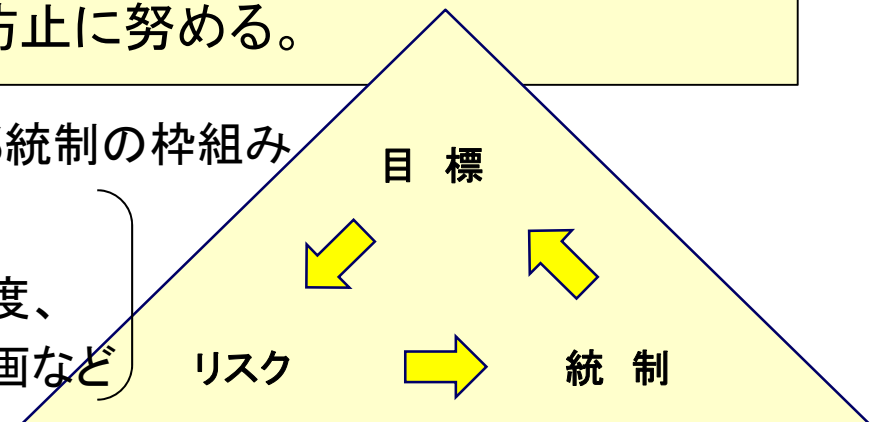 防止に努める。
統制の枠組み
目 標
度、
画など
リスク
統 制